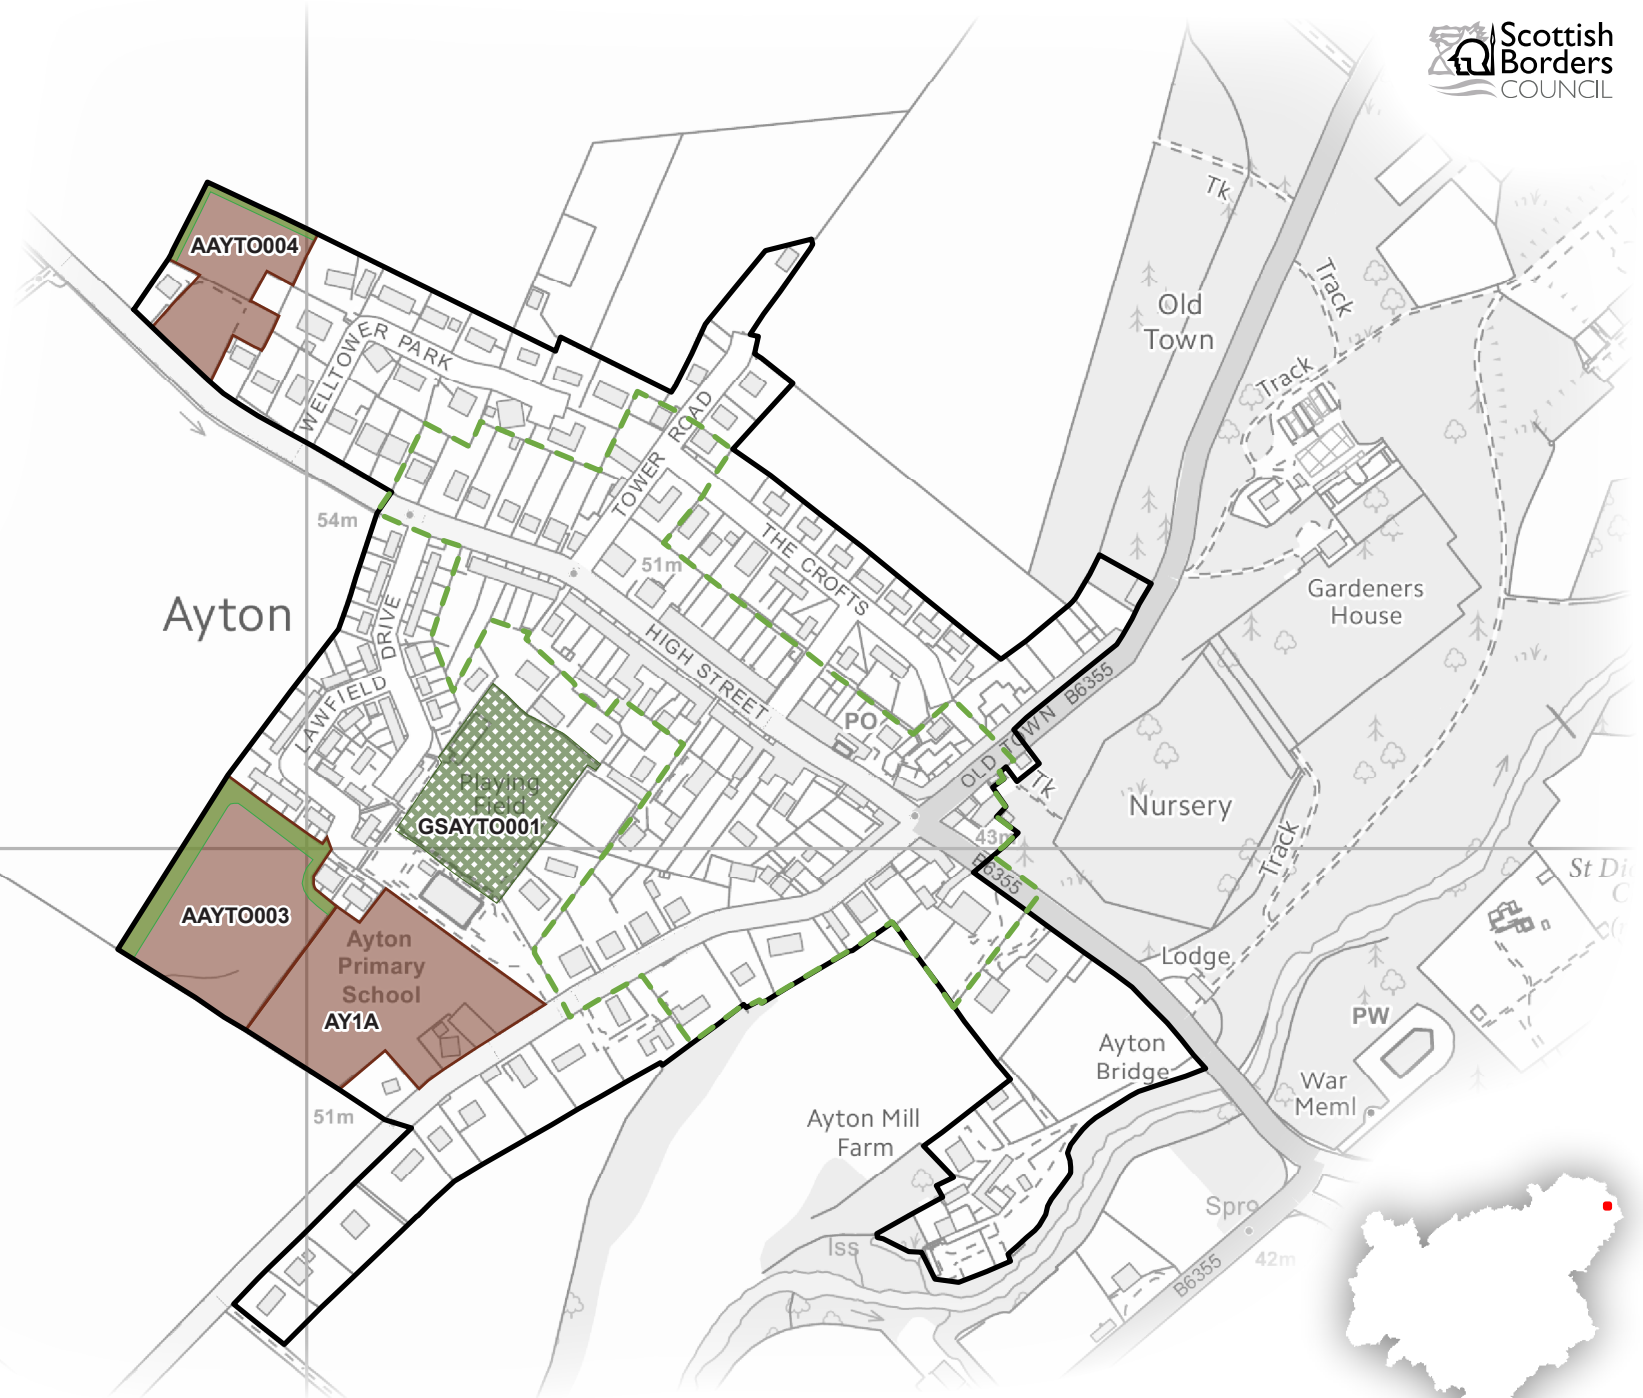 Scottish
Borders
COUNCIL
Tk
AAYTO004
Track
Old
Town
WELLTOWER PARK
Track
TOWER ROAD
54m
51m
THE CROFTS
Gardeners
House
Ayton
LAWFIELD DRIVE
HIGH STREET
B6355
PO
OLD TOWN
Tk
Playing
Field
GSAYTO001
Nursery
43m
Track
B6355
AAYTO003
Ayton
Primary
School
AY1A
Lodge
PW
Ayton
Bridge
War
Meml
51m
Ayton Mill
Farm
Iss
B6355
42m